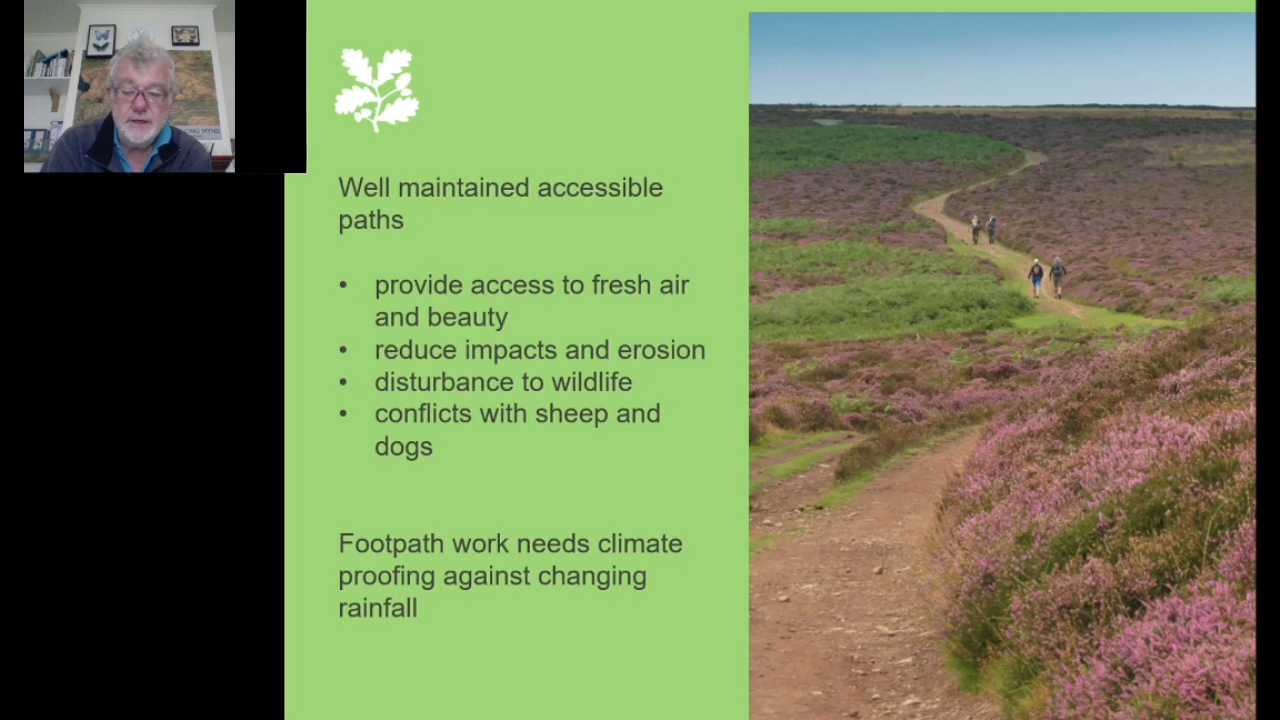 Well maintained accessible
paths
• provide access to fresh air
and beauty
• reduce impacts and erosion
• disturbance to wildlife
• conflicts with sheep and
dogs
Footpath work needs climate
proofing against changing
rainfall